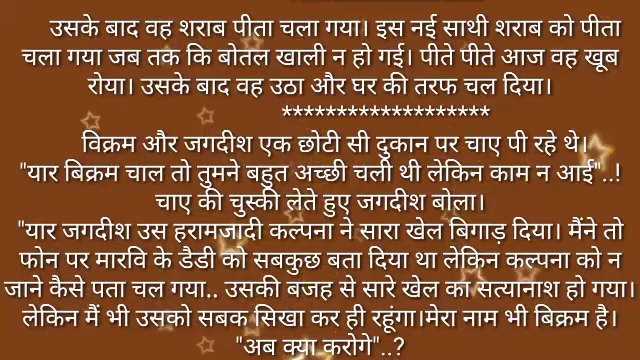 उसके बाद वह शराब पीता चला गया। इस नई साथी शराब को पीता
चला गया जब तक कि बोतल खाली न हो गई। पीते पीते आज वह खूब
रोया। उसके बाद वह उठा और घर की तरफ चल दिया।
*******************
विक्रम और जगदीश एक छोटी सी दुकान पर चाए पी रहे थे।
"यार बिक्रम चाल तो तुमने बहुत अच्छी चली थी लेकिन काम न आई"..!
चाए की चुस्की लेते हुए जगदीश बोला।
"यार जगदीश उस हरामजादी कल्पना ने सारा खेल बिगाड़ दिया। मैंने तो
फोन पर मारवि के डैडी को सबकुछ बता दिया था लेकिन कल्पना को न
जाने कैसे पता चल गया.. उसकी बजह से सारे खेल का सत्यानाश हो गया।
लेकिन मैं भी उसको सबक सिखा कर ही रहूंगा।मेरा नाम भी बिक्रम है।
"अब क्या करोगे"..?